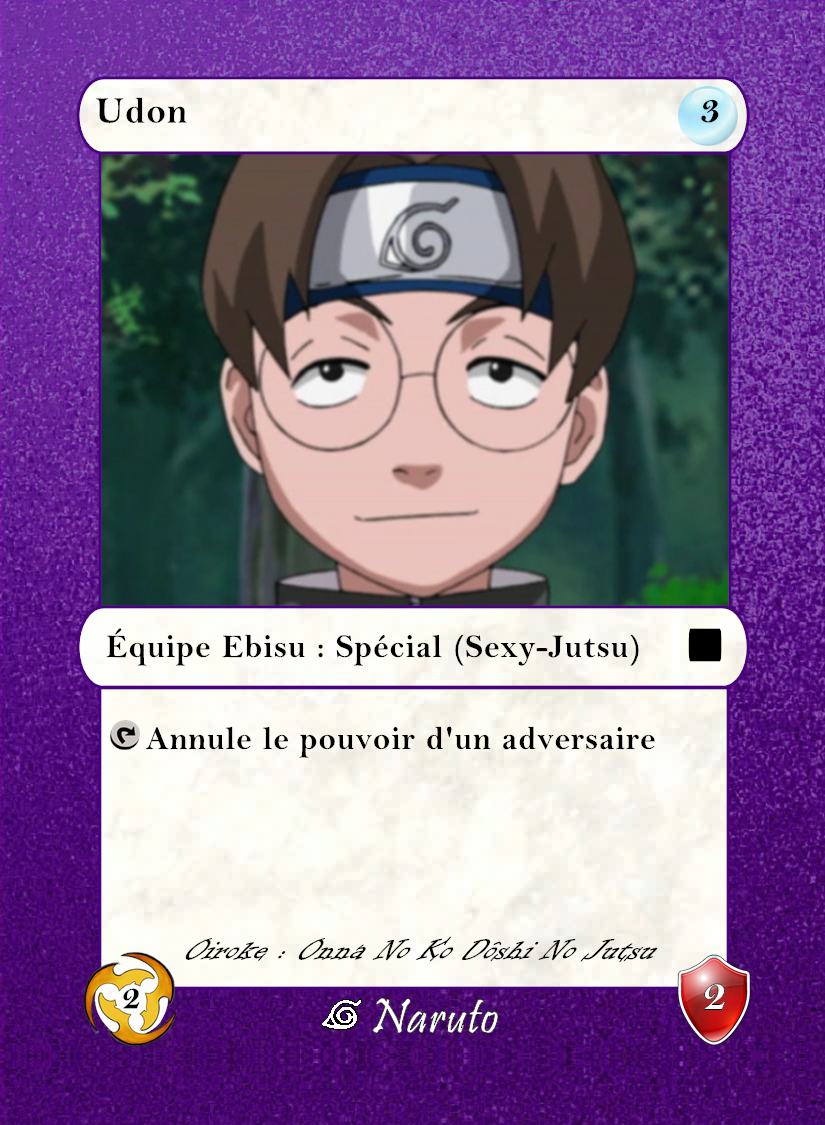 Udon
3
Équipe Ebisu : Spécial (Sexy-Jutsu)
Annule le pouvoir d'un adversaire
Oiroke : Onna No Ko Dôshi No Jutsu
2
Naruto
2